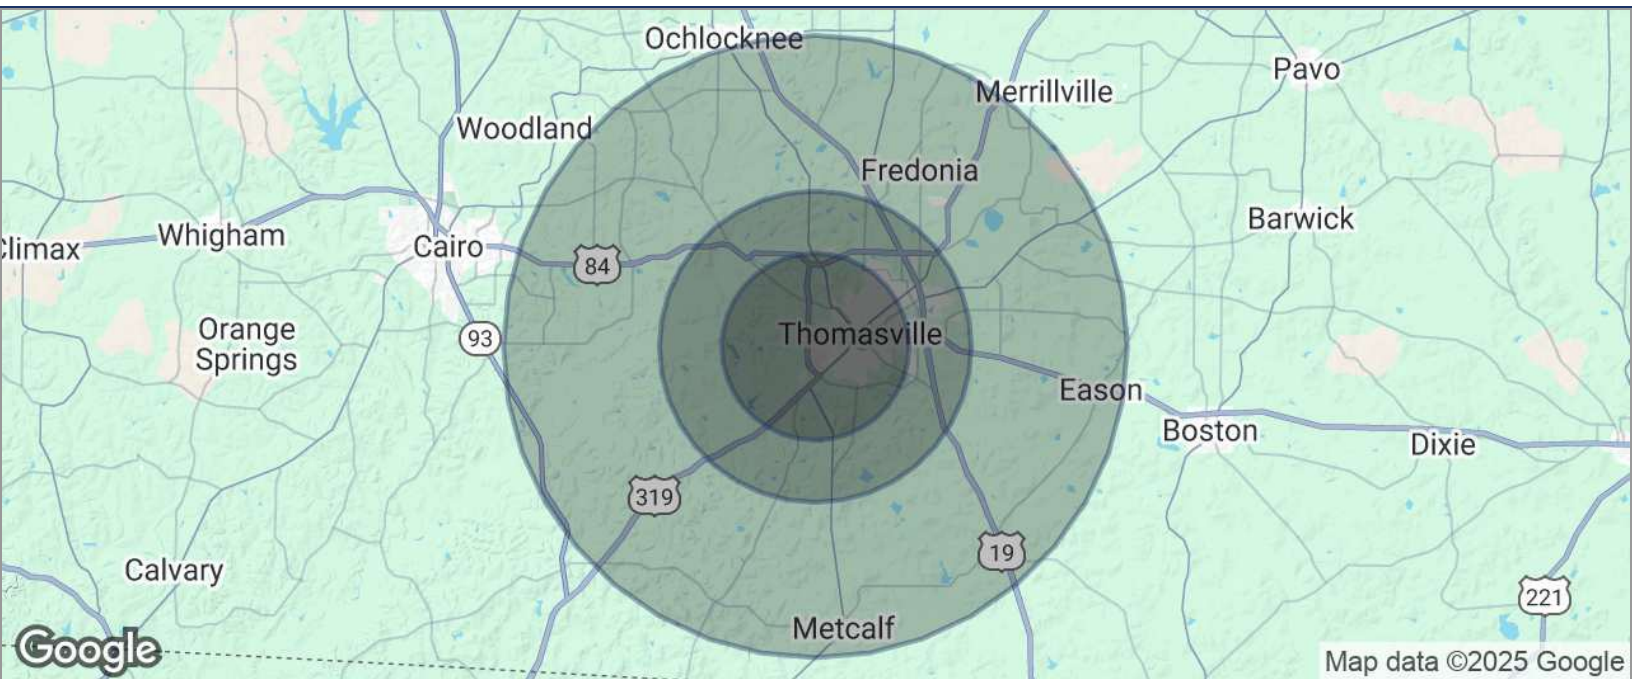 Ochlocknee
Pavo
Merrillville
Woodland
Fredonia
Barwick
Whigham
Climax
Cairo
84
Orange
Springs
93
Thomasville
Eason
Boston
Dixie
319
19
Calvary
221
Metcalf
Google
Map data ©2025 Google